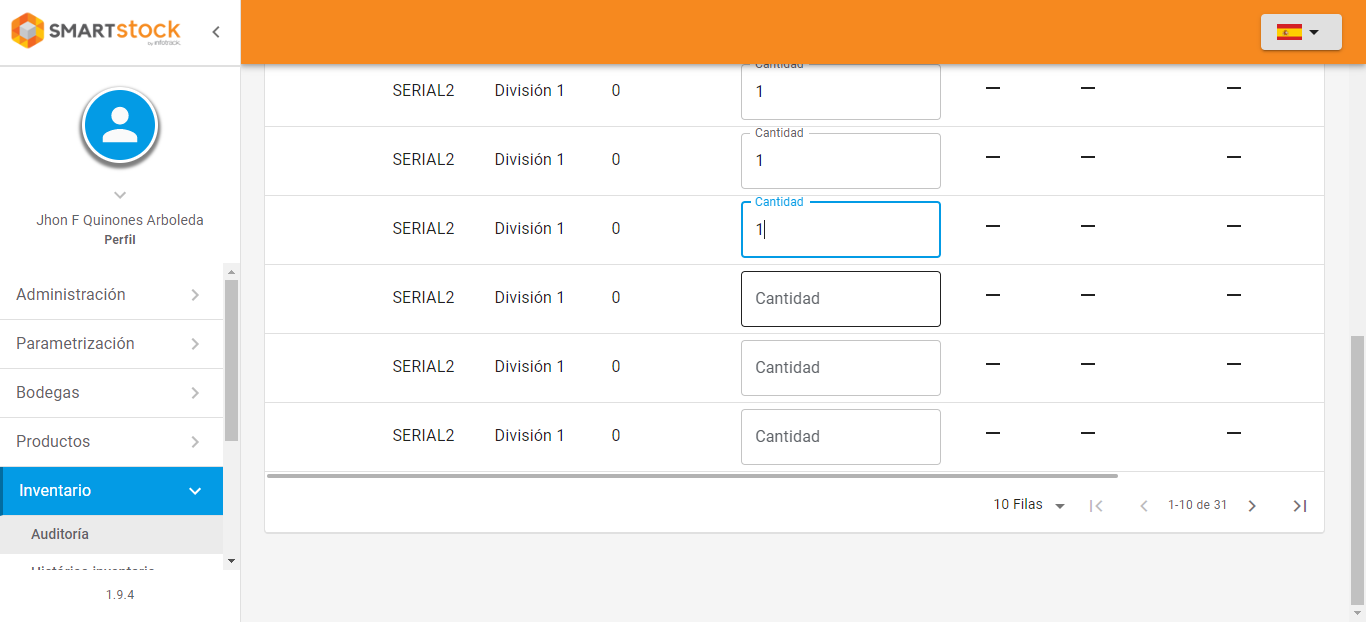 SMARTstock
by infotrack.
Jhon F Quinones Arboleda
Perfil
Administración
Parametrización
Bodegas
Productos
Inventario
Auditoría
Histórico inventario
1.9.4
Cantidad
SERIAL2 División 1 0 1 — — —
Cantidad
SERIAL2 División 1 0 1 — — —
Cantidad
SERIAL2 División 1 0 1 — — —
SERIAL2 División 1 0 Cantidad — — —
SERIAL2 División 1 0 Cantidad — — —
SERIAL2 División 1 0 Cantidad — — —
10 Filas 1-10 de 31